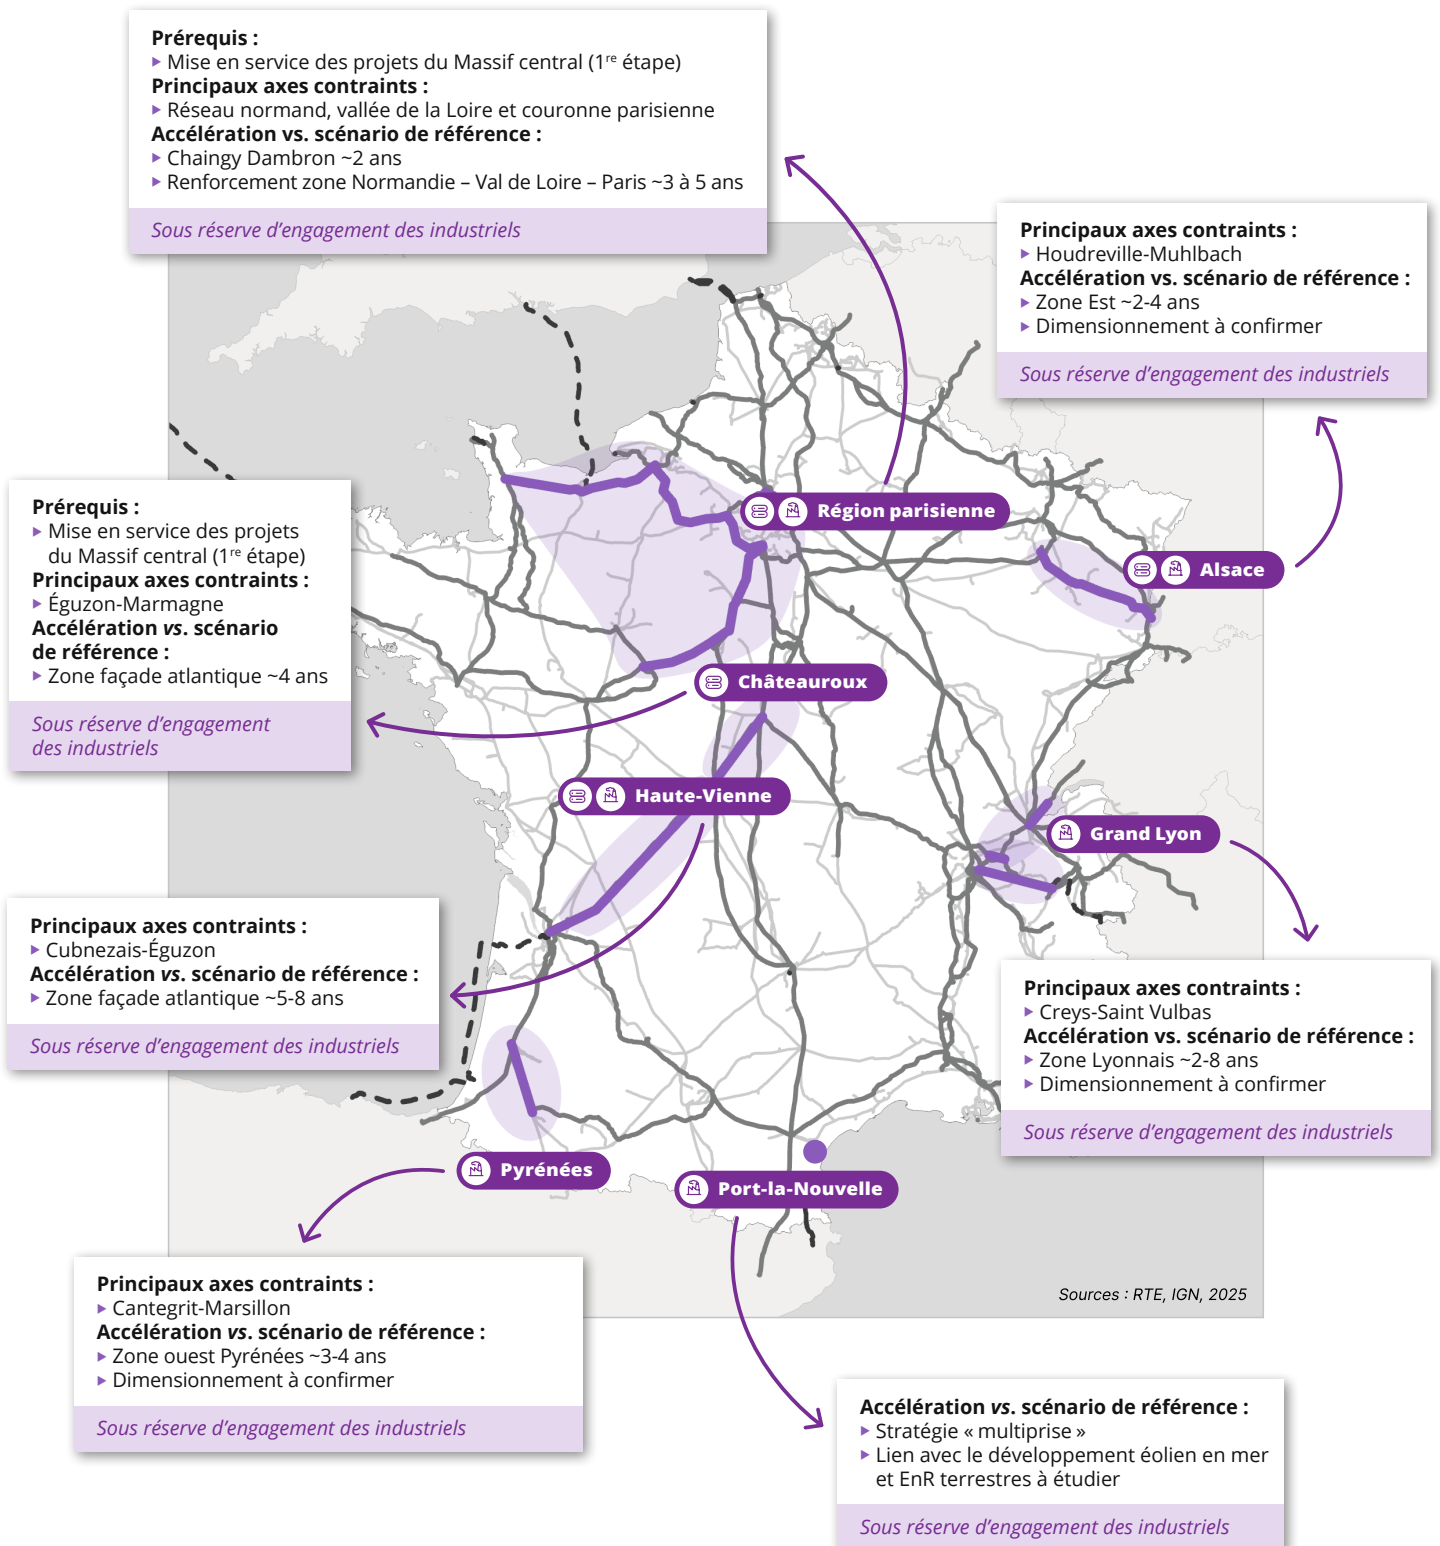 Prérequis :
▸ Mise en service des projets du Massif central (1re étape)
Principaux axes contraints :
▸ Réseau normand, vallée de la Loire et couronne parisienne
Accélération vs. scénario de référence :
▸ Chaingy Dambron ~2 ans
▸ Renforcement zone Normandie – Val de Loire – Paris ~3 à 5 ans
Sous réserve d’engagement des industriels
Principaux axes contraints :
▸ Houdreville-Muhlbach
Accélération vs. scénario de référence :
▸ Zone Est ~2-4 ans
▸ Dimensionnement à confirmer
Sous réserve d’engagement des industriels
Prérequis :
▸ Mise en service des projets
du Massif central (1re étape)
Principaux axes contraints :
▸ Éguzon-Marmagne
Accélération vs. scénario
de référence :
▸ Zone façade atlantique ~4 ans
Sous réserve d’engagement
des industriels
Région parisienne
Alsace
Châteauroux
Haute-Vienne
Grand Lyon
Principaux axes contraints :
▸ Cubnezais-Éguzon
Accélération vs. scénario de référence :
▸ Zone façade atlantique ~5-8 ans
Sous réserve d’engagement des industriels
Principaux axes contraints :
▸ Creys-Saint Vulbas
Accélération vs. scénario de référence :
▸ Zone Lyonnais ~2-8 ans
▸ Dimensionnement à confirmer
Sous réserve d’engagement des industriels
Pyrénées
Port-la-Nouvelle
Principaux axes contraints :
▸ Cantegrit-Marsillon
Accélération vs. scénario de référence :
▸ Zone ouest Pyrénées ~3-4 ans
▸ Dimensionnement à confirmer
Sous réserve d’engagement des industriels
Sources : RTE, IGN, 2025
Accélération vs. scénario de référence :
▸ Stratégie « multiprise »
▸ Lien avec le développement éolien en mer
et EnR terrestres à étudier
Sous réserve d’engagement des industriels